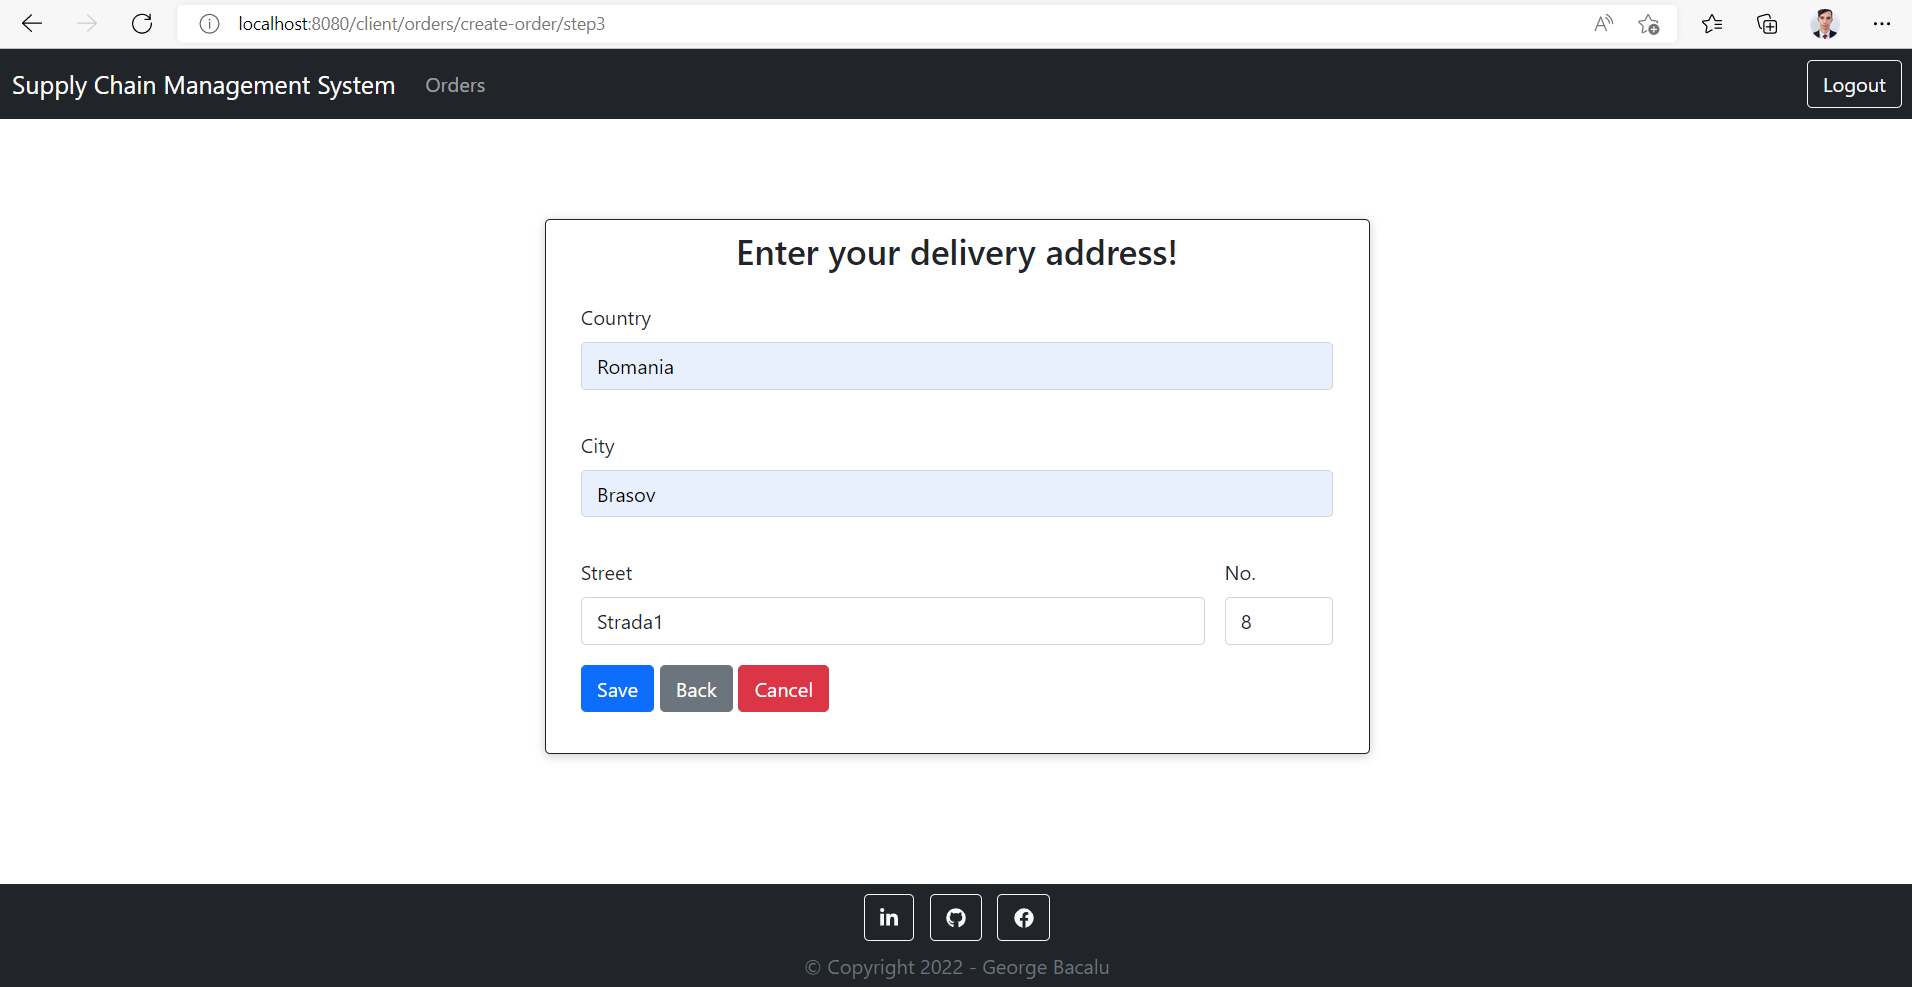 localhost:8080/client/orders/create-order/step3
Supply Chain Management System Orders Logout
Enter your delivery address!
Country
Romania
City
Brasov
Street No.
Strada1 8
Save Back Cancel
© Copyright 2022 - George Bacalu